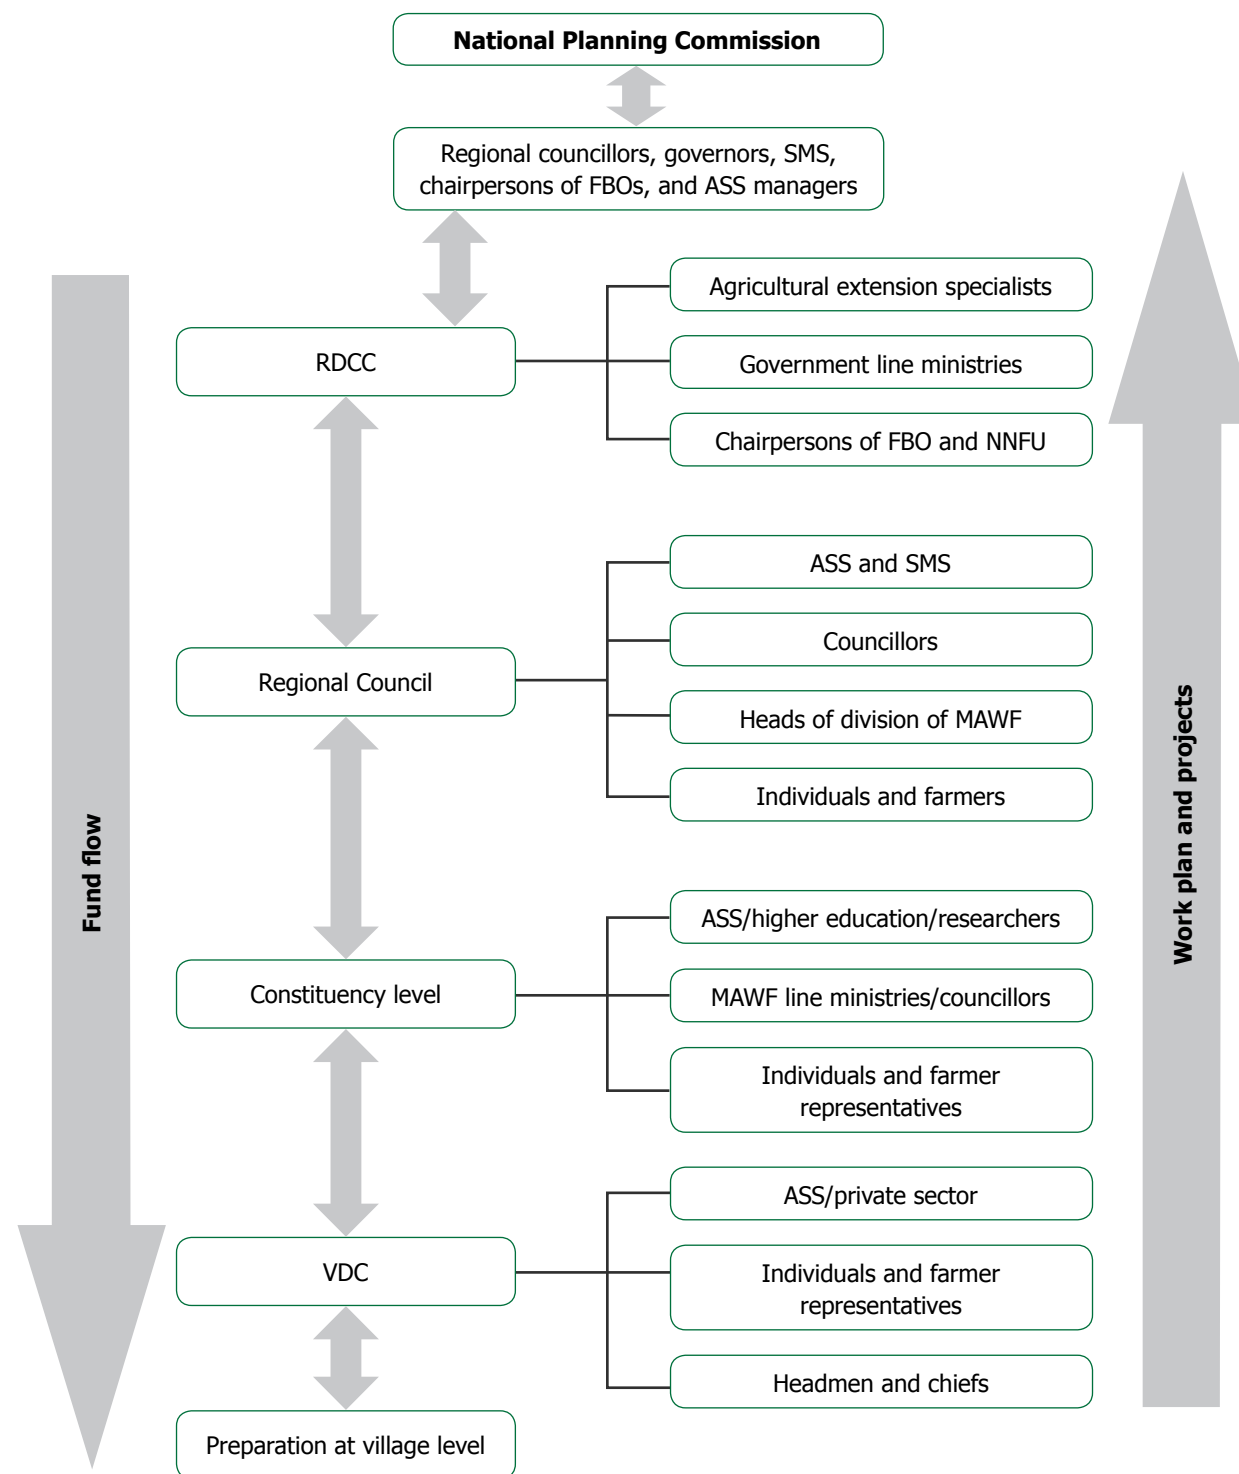 National Planning Commission
Regional councillors, governors, SMS,
chairpersons of FBOs, and ASS managers
RDCC
Agricultural extension specialists
Government line ministries
Chairpersons of FBO and NNFU
Regional Council
ASS and SMS
Councillors
Heads of division of MAWF
Individuals and farmers
Constituency level
ASS/higher education/researchers
MAWF line ministries/councillors
Individuals and farmer
representatives
VDC
ASS/private sector
Individuals and farmer
representatives
Headmen and chiefs
Preparation at village level
Fund flow
Work plan and projects